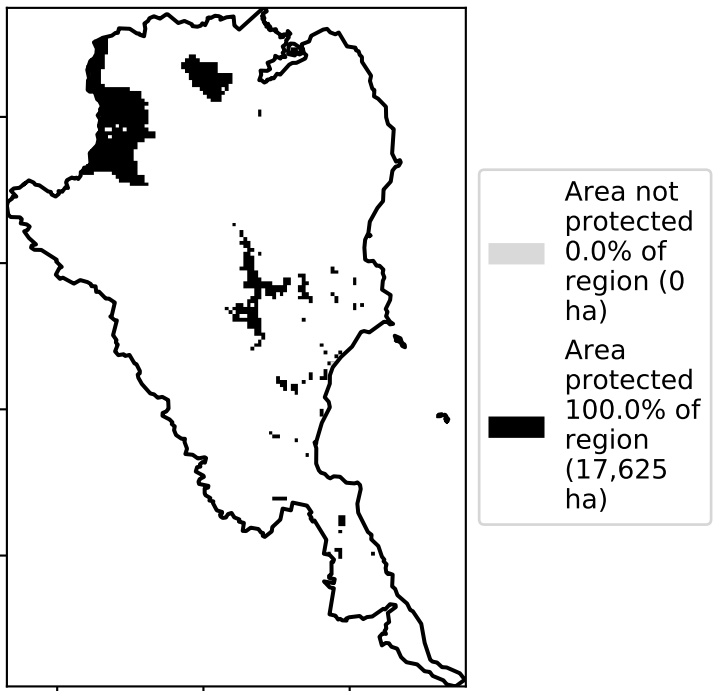 Area not
protected
0.0% of
region (0
ha)
Area
protected
100.0% of
region
(17,625
ha)